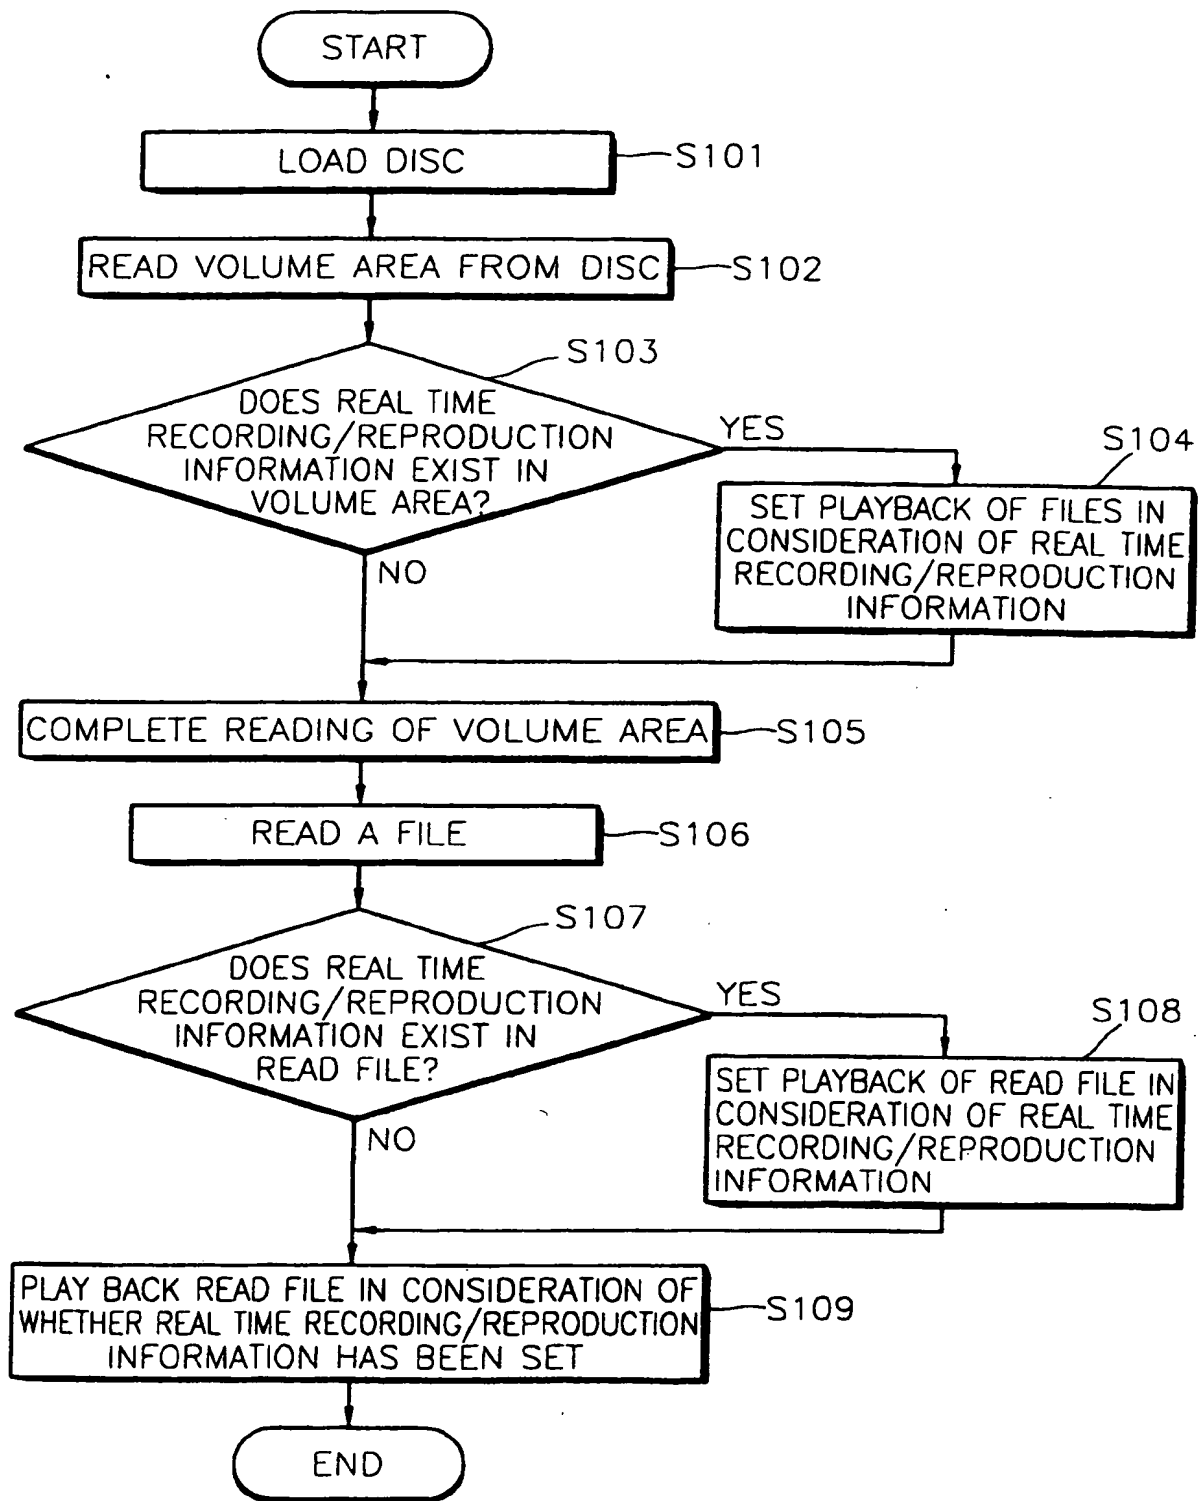 START
LOAD DISC
S101
READ VOLUME AREA FROM DISC
S102
S103
DOES REAL TIME
RECORDING/REPRODUCTION
INFORMATION EXIST IN
VOLUME AREA?
YES
NO
S104
SET PLAYBACK OF FILES IN
CONSIDERATION OF REAL TIME
RECORDING/REPRODUCTION
INFORMATION
COMPLETE READING OF VOLUME AREA
S105
READ A FILE
S106
S107
DOES REAL TIME
RECORDING/REPRODUCTION
INFORMATION EXIST IN
READ FILE?
YES
NO
S108
SET PLAYBACK OF READ FILE IN
CONSIDERATION OF REAL TIME
RECORDING/REPRODUCTION
INFORMATION
PLAY BACK READ FILE IN CONSIDERATION OF
WHETHER REAL TIME RECORDING/REPRODUCTION
INFORMATION HAS BEEN SET
S109
END